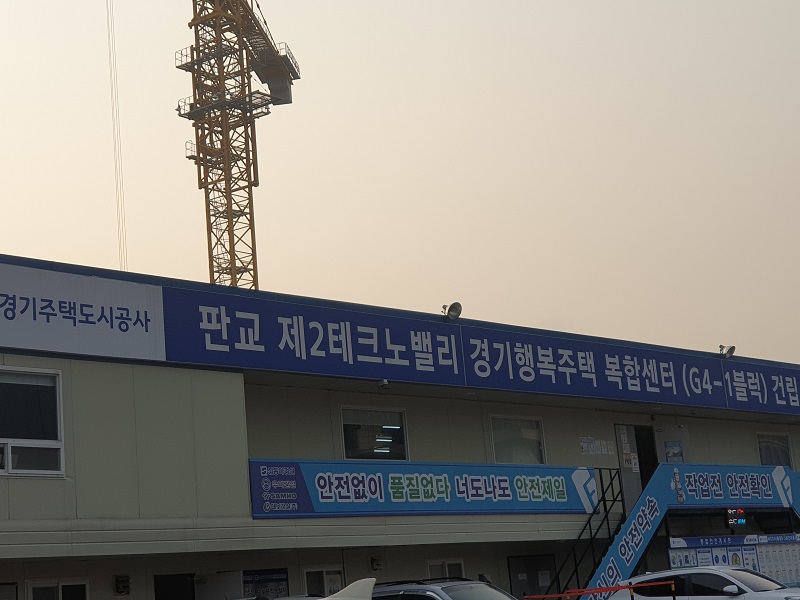 경기주택도시공사
판교 제2테크노밸리 경기행복주택 복합센터 (G4-1블럭) 건립
안전없이 품질없다 너도나도 안전제일
작업전 안전확인
의 안전약속